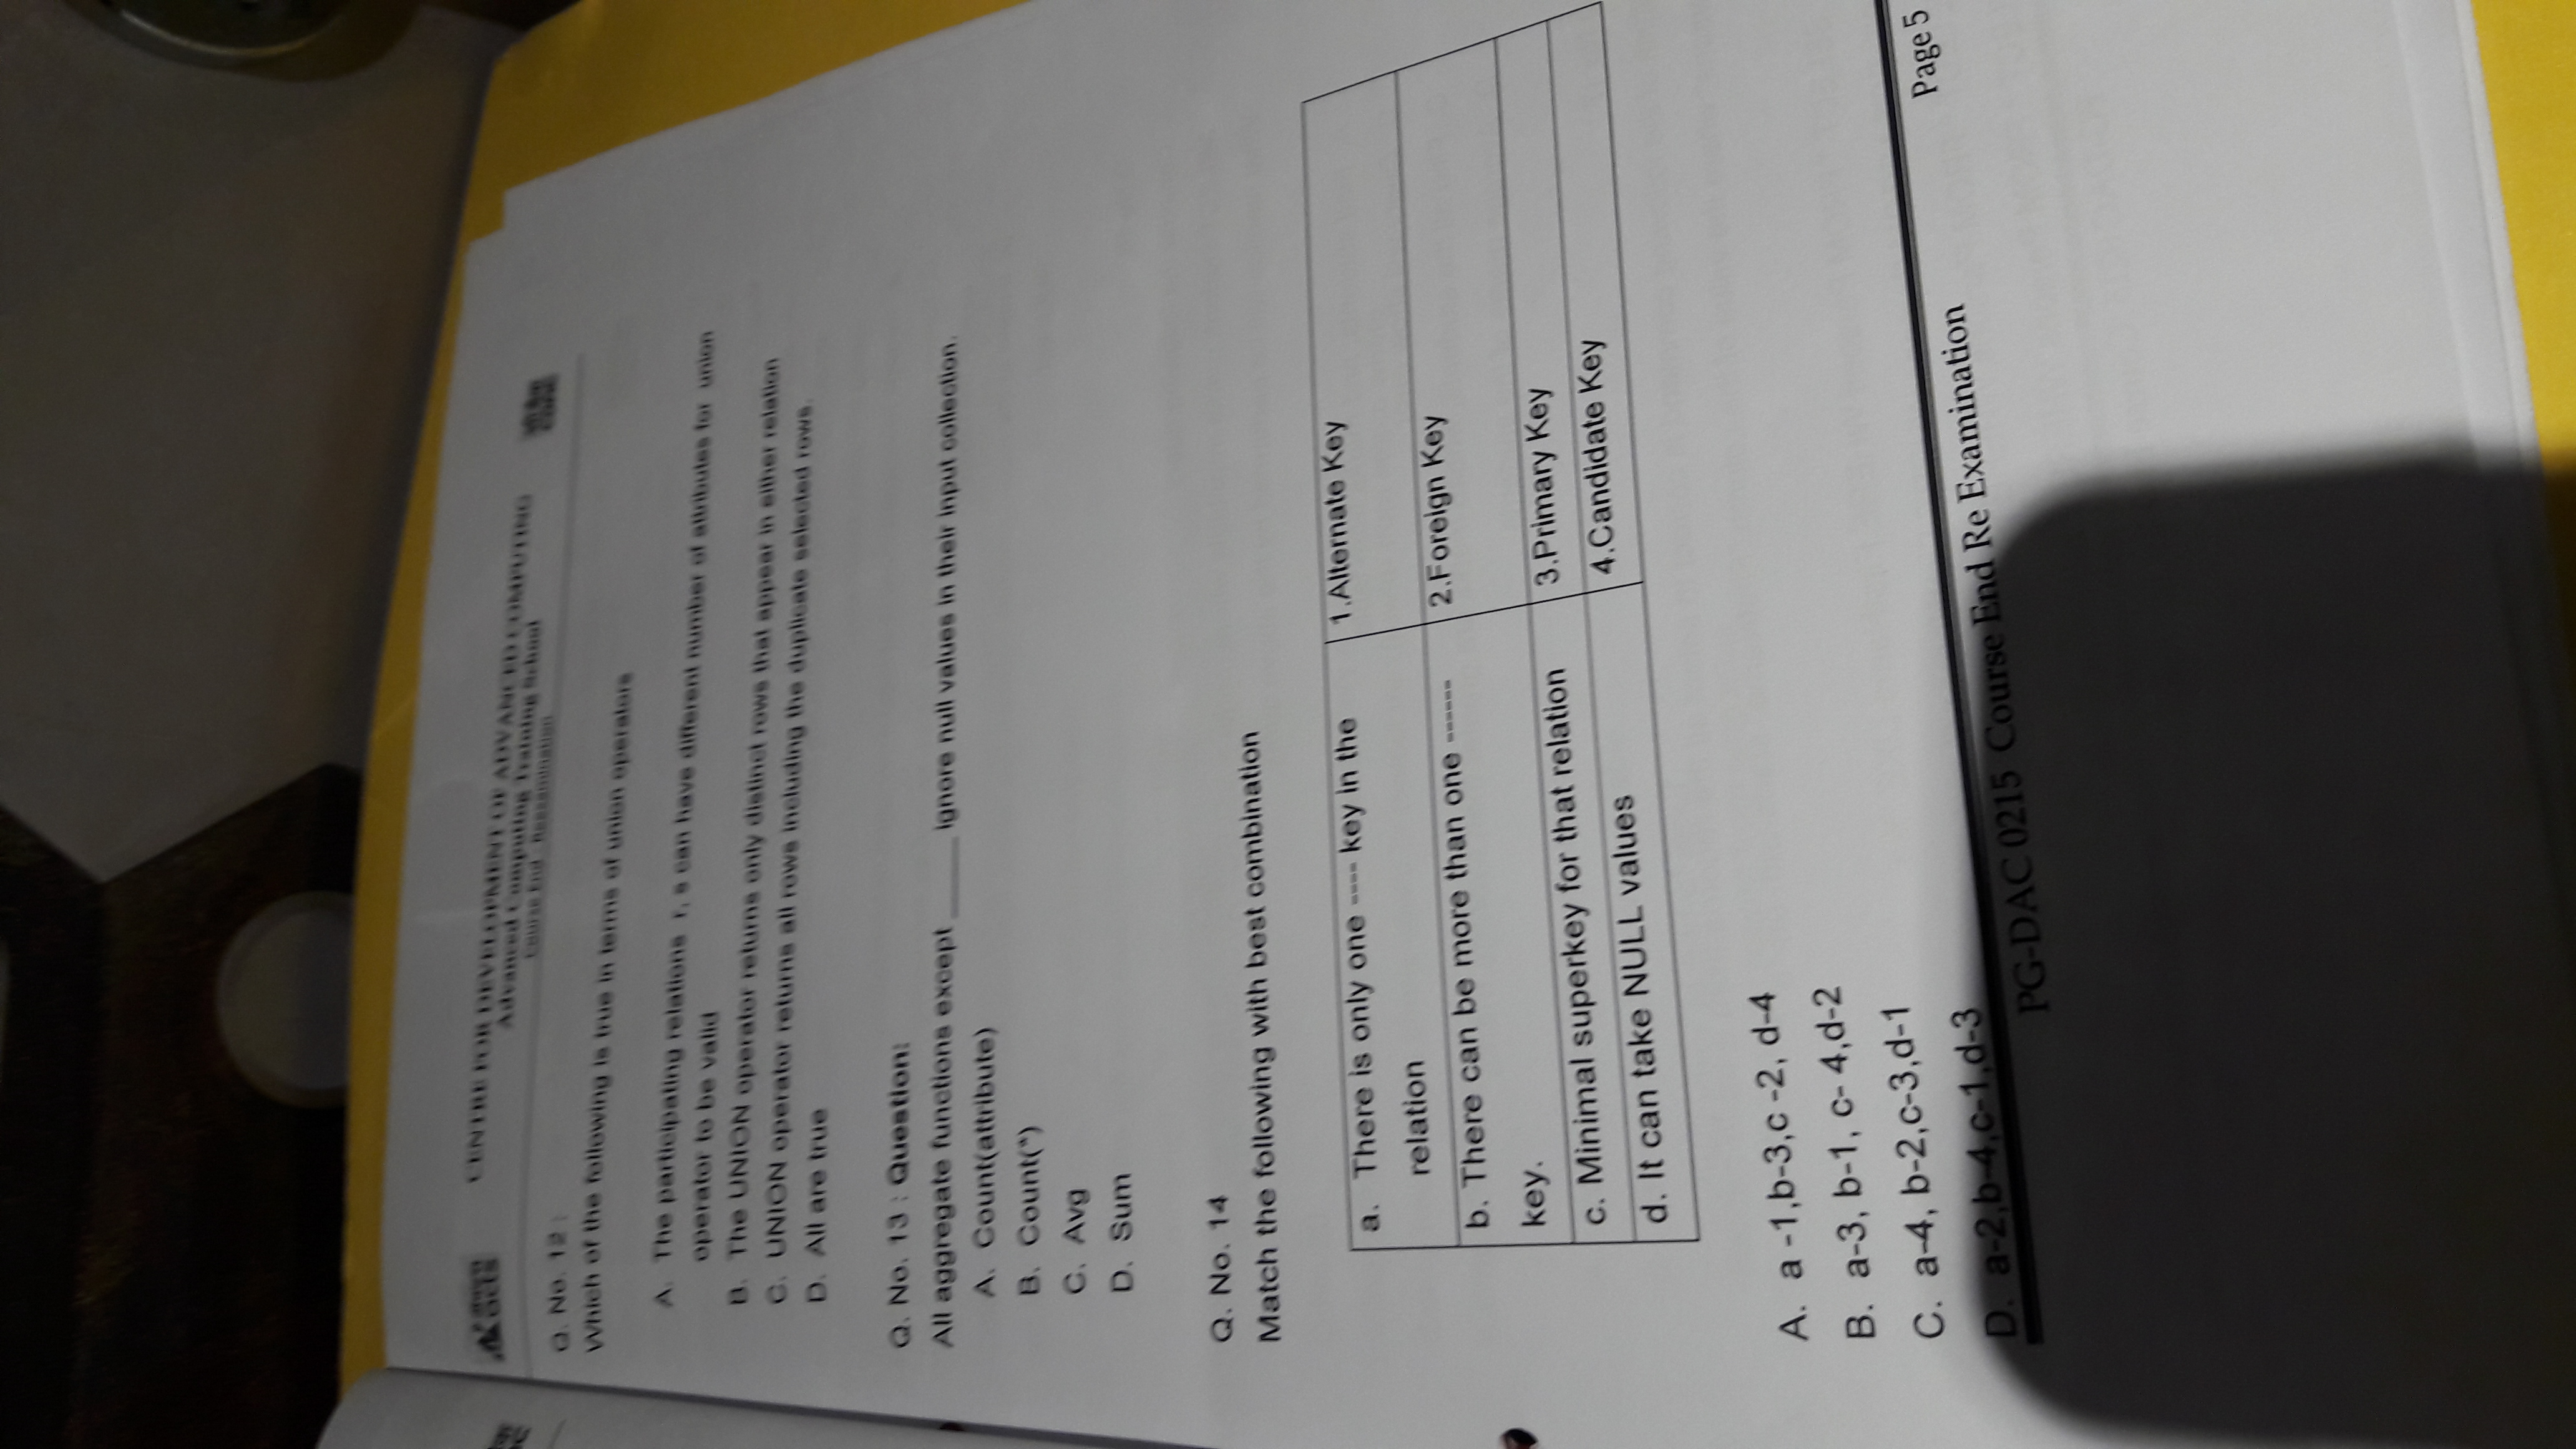 acts
CENTRE FOR DEVELOPMENT OF ADVANCED COMPUTING
Advanced Computing Training School
Course End - Reexamination
Q. No. 12 :
Which of the following is true in terms of union operators
A. The participating relations r, s can have different number of attributes for union
operator to be valid
B. The UNION operator returns only distinct rows that appear in either relation
C. UNION operator returns all rows including the duplicate selected rows.
D. All are true
Q. No. 13 : Question:
All aggregate functions except _____ ignore null values in their input collection.
A. Count(attribute)
B. Count(*)
C. Avg
D. Sum
Q. No. 14
Match the following with best combination
a. There is only one ---- key in the
relation
1.Alternate Key
b. There can be more than one ------
key.
2.Foreign Key
c. Minimal superkey for that relation
3.Primary Key
d. It can take NULL values
4.Candidate Key
A. a -1,b-3,c -2, d-4
B. a-3, b-1, c- 4,d-2
C. a-4, b-2,c-3,d-1
D. a-2,b-4,c-1,d-3
Page 5
PG-DAC 0215 Course End Re Examination